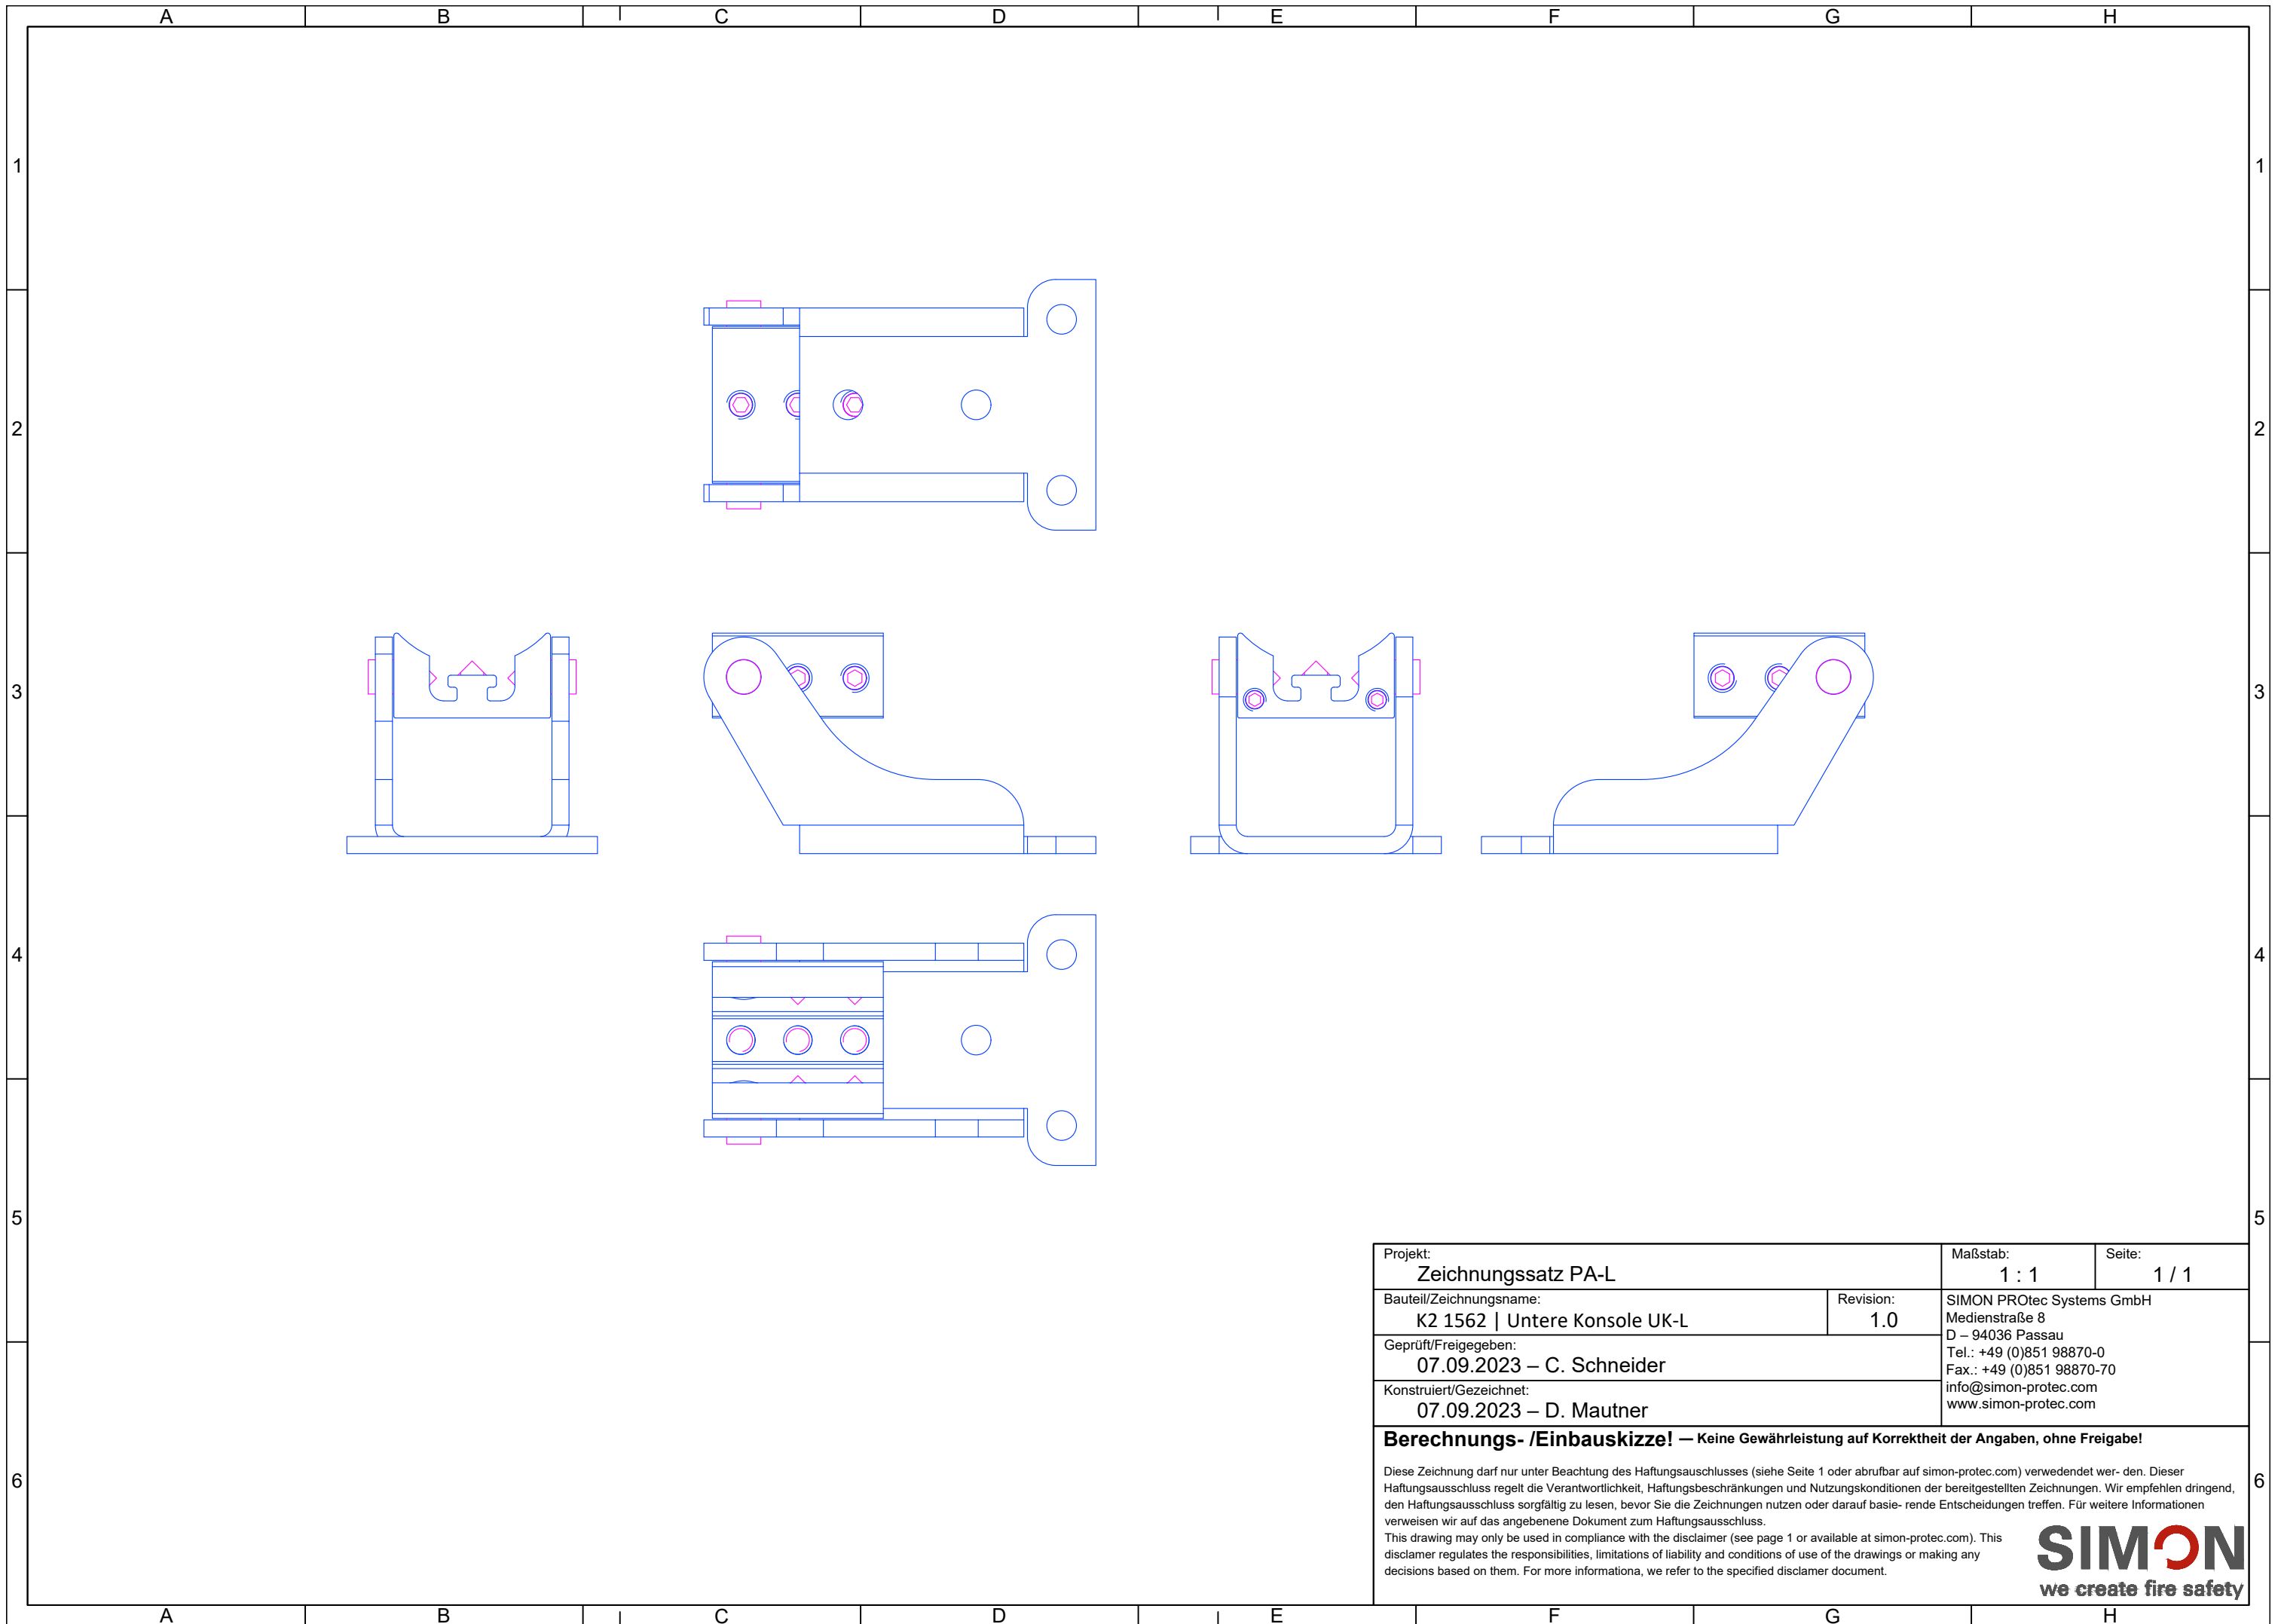 A B C D E F G H
1 1
2 2
3 3
4 4
5 5
6 6
Projekt:
Zeichnungssatz PA-L
Maßstab:
1 : 1
Seite:
1 / 1
Bauteil/Zeichnungsname:
K2 1562 | Untere Konsole UK-L
Revision:
1.0
Geprüft/Freigegeben:
07.09.2023 – C. Schneider
Konstruiert/Gezeichnet:
07.09.2023 – D. Mautner
SIMON PROtec Systems GmbH
Medienstraße 8
D – 94036 Passau
Tel.: +49 (0)851 98870-0
Fax.: +49 (0)851 98870-70
info@simon-protec.com
www.simon-protec.com
Berechnungs- /Einbauskizze! — Keine Gewährleistung auf Korrektheit der Angaben, ohne Freigabe!
Diese Zeichnung darf nur unter Beachtung des Haftungsauschlusses (siehe Seite 1 oder abrufbar auf simon-protec.com) verwedendet wer- den. Dieser
Haftungsausschluss regelt die Verantwortlichkeit, Haftungsbeschränkungen und Nutzungskonditionen der bereitgestellten Zeichnungen. Wir empfehlen dringend,
den Haftungsausschluss sorgfältig zu lesen, bevor Sie die Zeichnungen nutzen oder darauf basie- rende Entscheidungen treffen. Für weitere Informationen
verweisen wir auf das angebenene Dokument zum Haftungsausschluss.
This drawing may only be used in compliance with the disclaimer (see page 1 or available at simon-protec.com). This
disclamer regulates the responsibilities, limitations of liability and conditions of use of the drawings or making any
decisions based on them. For more informationa, we refer to the specified disclamer document.
SIMON
we create fire safety
A B C D E F G H